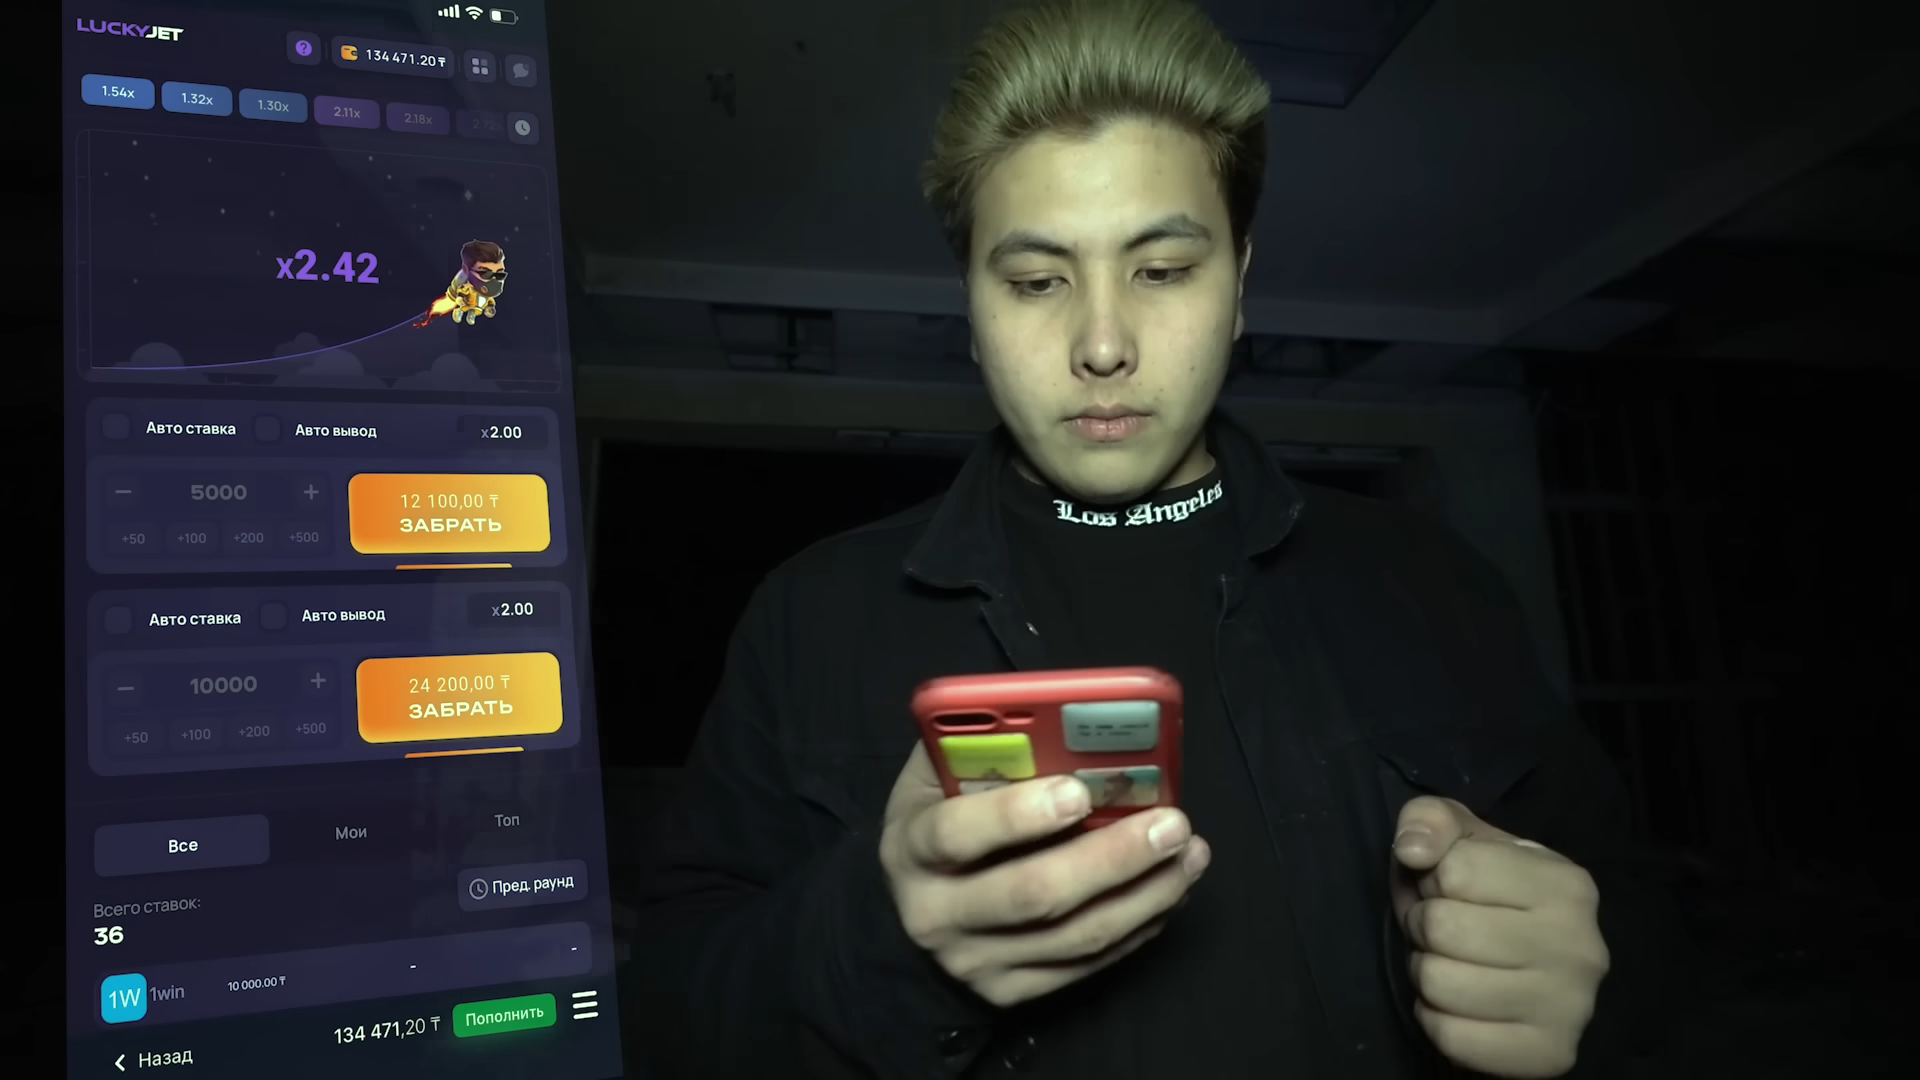 LUCKYJET
?
134 471.20 ₸
1.54x
1.32x
1.30x
2.11x
2.18x
x2.42
Авто ставка
Авто вывод
x2.00
5000
+50
+100
+200
+500
12 100,00 ₸
ЗАБРАТЬ
Авто ставка
Авто вывод
x2.00
10000
+50
+100
+200
+500
24 200,00 ₸
ЗАБРАТЬ
Все
Мои
Топ
Всего ставок:
36
Пред. раунд
1W
1win
10 000.00 ₸
-
-
134 471,20 ₸
Пополнить
Назад
Los Angeles